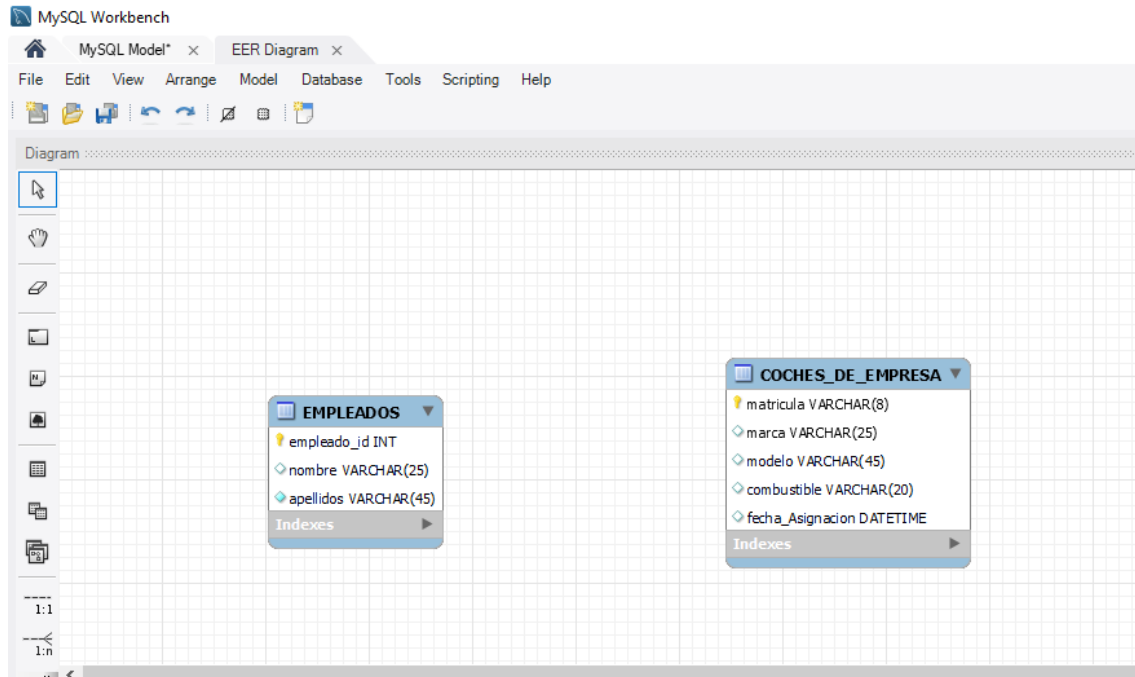 MySQL Workbench
MySQL Model* × EER Diagram ×
File Edit View Arrange Model Database Tools Scripting Help
Diagram
EMPLEADOS
empleado_id INT
nombre VARCHAR(25)
apellidos VARCHAR(45)
Indexes
COCHES_DE_EMPRESA
matricula VARCHAR(8)
marca VARCHAR(25)
modelo VARCHAR(45)
combustible VARCHAR(20)
fecha_Asignacion DATETIME
Indexes
1:1
1:n